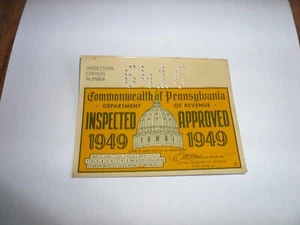 INSPECTION
STATION
NUMBER
6416
Commonwealth of Pennsylvania
DEPARTMENT OF REVENUE
INSPECTED APPROVED
1949 1949